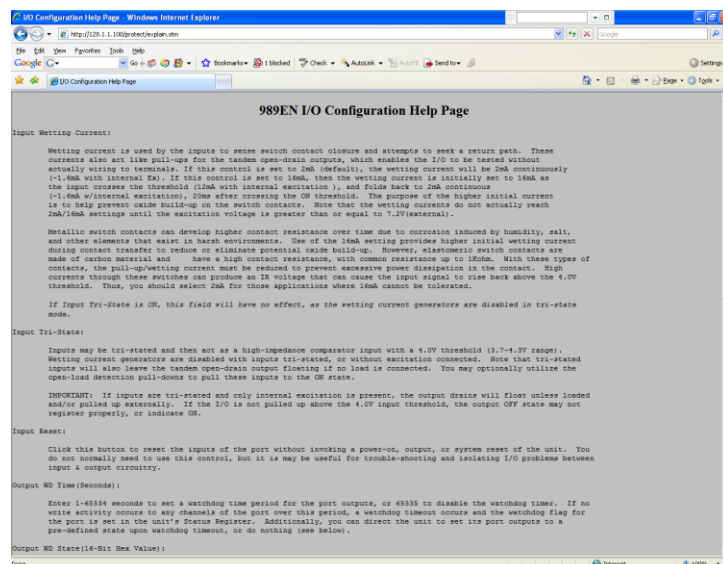 I/O Configuration Help Page - Windows Internet Explorer
http://128.1.1.100/protect/explain.stm
Google
File Edit View Favorites Tools Help
Google G Go Bookmarks 1 blocked Check AutoLink AutoFill Send to Settings
I/O Configuration Help Page
Page Tools
989EN I/O Configuration Help Page
Input Wetting Current:
Wetting current is used by the inputs to sense switch contact closure and attempts to seek a return path. These
currents also act like pull-ups for the tandem open-drain outputs, which enables the I/O to be tested without
actually wiring to terminals. If this control is set to 2mA (default), the wetting current will be 2mA continuously
(~1.6mA with internal Ex). If this control is set to 16mA, then the wetting current is initially set to 16mA as
the input crosses the threshold (12mA with internal excitation ), and folds back to 2mA continuous
(~1.6mA w/internal excitation), 20ms after crossing the ON threshold. The purpose of the higher initial current
is to help prevent oxide build-up on the switch contacts. Note that the wetting currents do not actually reach
2mA/16mA settings until the excitation voltage is greater than or equal to 7.2V(external).
Metallic switch contacts can develop higher contact resistance over time due to corrosion induced by humidity, salt,
and other elements that exist in harsh environments. Use of the 16mA setting provides higher initial wetting current
during contact transfer to reduce or eliminate potential oxide build-up. However, elastomeric switch contacts are
made of carbon material and have a high contact resistance, with common resistance up to 1Kohm. With these types of
contacts, the pull-up/wetting current must be reduced to prevent excessive power dissipation in the contact. High
currents through these switches can produce an IR voltage that can cause the input signal to rise back above the 4.0V
threshold. Thus, you should select 2mA for those applications where 16mA cannot be tolerated.
If Input Tri-State is ON, this field will have no effect, as the wetting current generators are disabled in tri-state
mode.
Input Tri-State:
Inputs may be tri-stated and then act as a high-impedance comparator input with a 4.0V threshold (3.7-4.3V range).
Wetting current generators are disabled with inputs tri-stated, or without excitation connected. Note that tri-stated
inputs will also leave the tandem open-drain output floating if no load is connected. You may optionally utilize the
open-load detection pull-downs to pull these inputs to the ON state.
IMPORTANT: If inputs are tri-stated and only internal excitation is present, the output drains will float unless loaded
and/or pulled up externally. If the I/O is not pulled up above the 4.0V input threshold, the output OFF state may not
register properly, or indicate ON.
Input Reset:
Click this button to reset the inputs of the port without invoking a power-on, output, or system reset of the unit. You
do not normally need to use this control, but it is may be useful for trouble-shooting and isolating I/O problems between
input & output circuitry.
Output WD Time(Seconds):
Enter 1-65534 seconds to set a watchdog time period for the port outputs, or 65535 to disable the watchdog timer. If no
write activity occurs to any channels of the port over this period, a watchdog timeout occurs and the watchdog flag for
the port is set in the unit's Status Register. Additionally, you can direct the unit to set its port outputs to a
pre-defined state upon watchdog timeout, or do nothing (see below).
Output WD State(16-Bit Hex Value):
Done Internet 100%